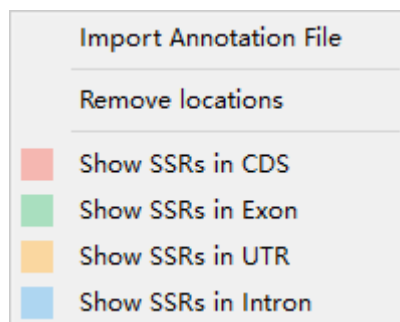 Import Annotation File
Remove locations
Show SSRs in CDS
Show SSRs in Exon
Show SSRs in UTR
Show SSRs in Intron